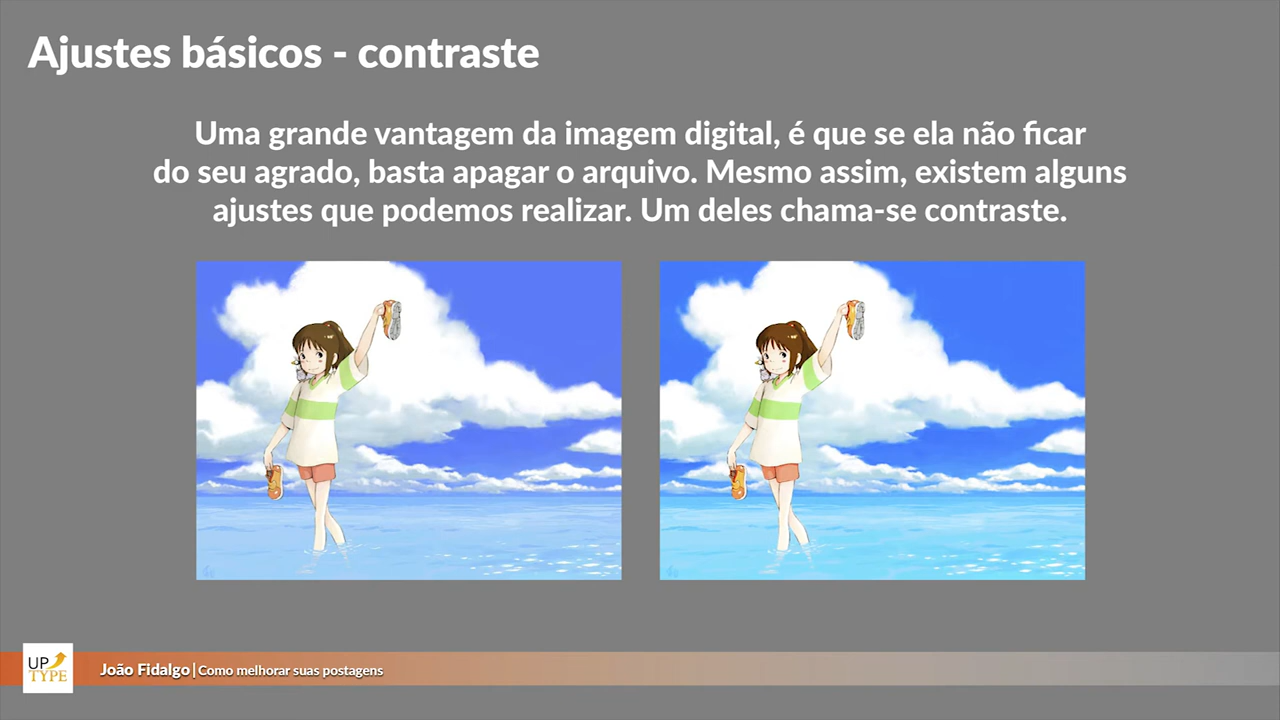 Ajustes básicos - contraste
Uma grande vantagem da imagem digital, é que se ela não ficar
do seu agrado, basta apagar o arquivo. Mesmo assim, existem alguns
ajustes que podemos realizar. Um deles chama-se contraste.
UP
TYPE
João Fidalgo|Como melhorar suas postagens